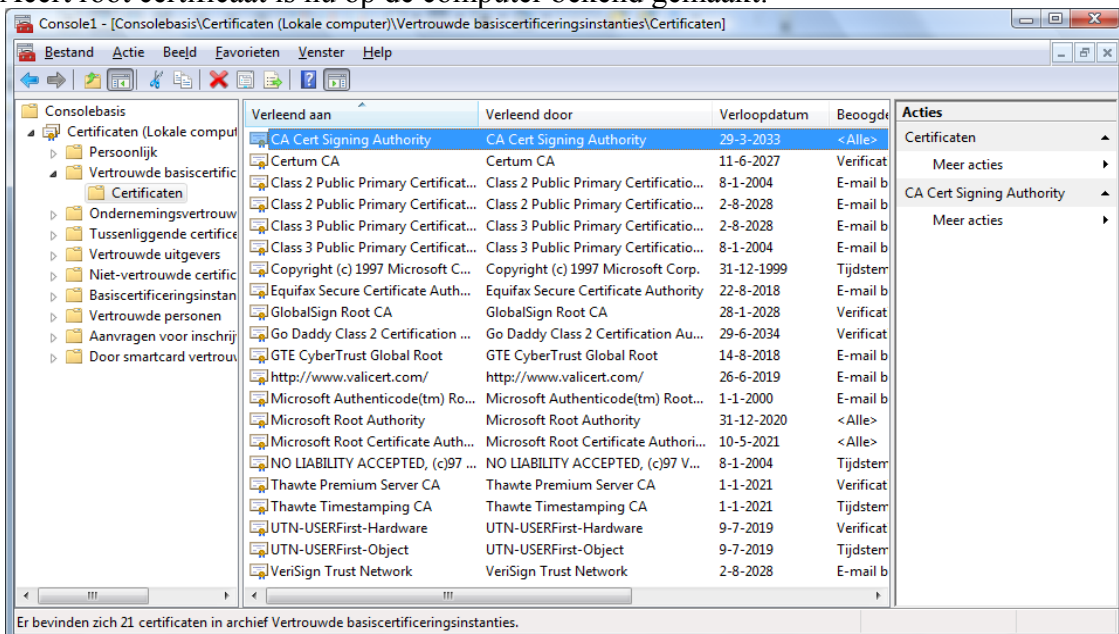 root certificaat is nu op de computer bekend gemaakt.
Console1 - [Consolebasis\Certificaten (Lokale computer)\Vertrouwde basiscertificeringsinstanties\Certificaten]
Bestand Actie Beeld Favorieten Venster Help
Consolebasis
Certificaten (Lokale comput
Persoonlijk
Vertrouwde basiscertific
Certificaten
Ondernemingsvertrouw
Tussenliggende certifice
Vertrouwde uitgevers
Niet-vertrouwde certific
Basiscertificeringsinstan
Vertrouwde personen
Aanvragen voor inschrij
Door smartcard vertrouw
Verleend aan Verleend door Verloopdatum Beoogde
CA Cert Signing Authority CA Cert Signing Authority 29-3-2033 <Alle>
Certum CA Certum CA 11-6-2027 Verificat
Class 2 Public Primary Certificat... Class 2 Public Primary Certificatio... 8-1-2004 E-mail b
Class 2 Public Primary Certificat... Class 2 Public Primary Certificatio... 2-8-2028 E-mail b
Class 3 Public Primary Certificat... Class 3 Public Primary Certificatio... 2-8-2028 E-mail b
Class 3 Public Primary Certificat... Class 3 Public Primary Certificatio... 8-1-2004 E-mail b
Copyright (c) 1997 Microsoft C... Copyright (c) 1997 Microsoft Corp. 31-12-1999 Tijdstem
Equifax Secure Certificate Auth... Equifax Secure Certificate Authority 22-8-2018 E-mail b
GlobalSign Root CA GlobalSign Root CA 28-1-2028 Verificat
Go Daddy Class 2 Certification ... Go Daddy Class 2 Certification Au... 29-6-2034 Verificat
GTE CyberTrust Global Root GTE CyberTrust Global Root 14-8-2018 E-mail b
http://www.valicert.com/ http://www.valicert.com/ 26-6-2019 E-mail b
Microsoft Authenticode(tm) Ro... Microsoft Authenticode(tm) Root... 1-1-2000 E-mail b
Microsoft Root Authority Microsoft Root Authority 31-12-2020 <Alle>
Microsoft Root Certificate Auth... Microsoft Root Certificate Authori... 10-5-2021 <Alle>
NO LIABILITY ACCEPTED, (c)97 ... NO LIABILITY ACCEPTED, (c)97 V... 8-1-2004 Tijdstem
Thawte Premium Server CA Thawte Premium Server CA 1-1-2021 Verificat
Thawte Timestamping CA Thawte Timestamping CA 1-1-2021 Tijdstem
UTN-USERFirst-Hardware UTN-USERFirst-Hardware 9-7-2019 Verificat
UTN-USERFirst-Object UTN-USERFirst-Object 9-7-2019 Tijdstem
VeriSign Trust Network VeriSign Trust Network 2-8-2028 E-mail b
Acties
Certificaten
Meer acties
CA Cert Signing Authority
Meer acties
Er bevinden zich 21 certificaten in archief Vertrouwde basiscertificeringsinstanties.